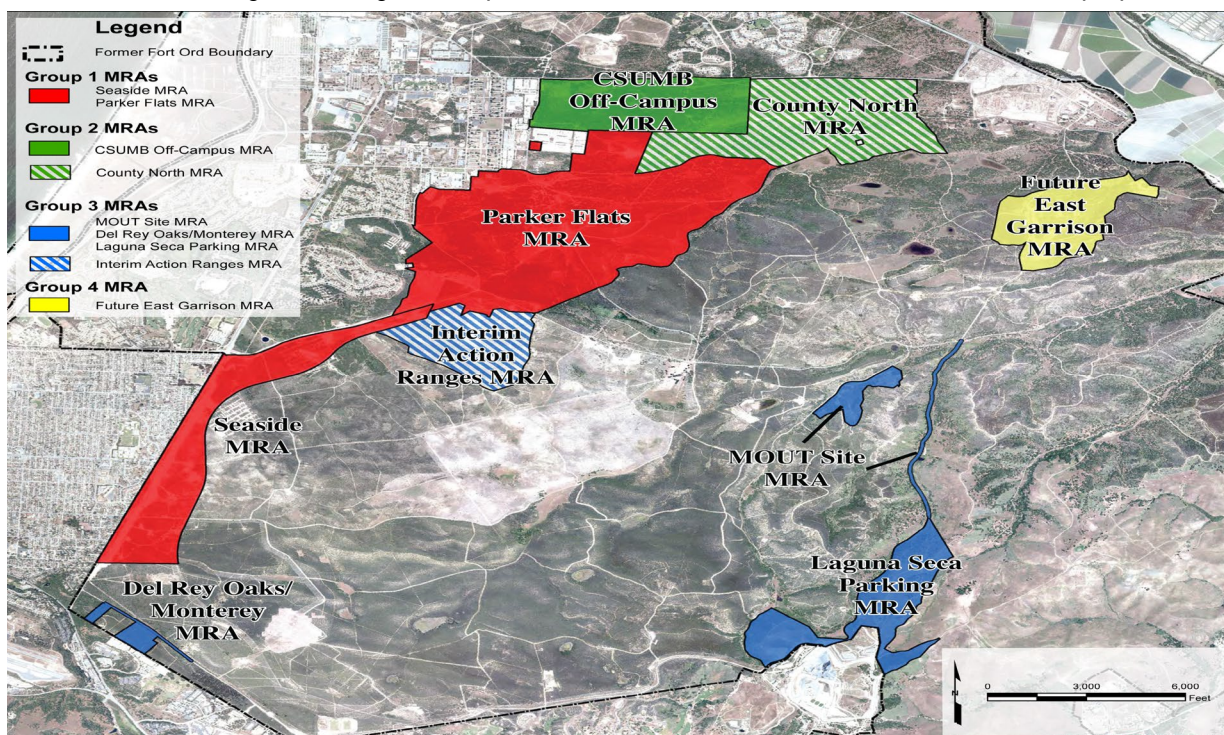 Legend
Former Fort Ord Boundary
Group 1 MRAs
Seaside MRA
Parker Flats MRA
Group 2 MRAs
CSUMB Off-Campus MRA
County North MRA
Group 3 MRAs
MOUT Site MRA
Del Rey Oaks/Monterey MRA
Laguna Seca Parking MRA
Interim Action Ranges MRA
Group 4 MRA
Future East Garrison MRA
CSUMB
Off-Campus
MRA
County North
MRA
Parker Flats
MRA
Future
East
Garrison
MRA
Interim
Action
Ranges MRA
Seaside
MRA
MOUT Site
MRA
Laguna Seca
Parking
MRA
Del Rey Oaks/
Monterey
MRA
N
0 3,000 6,000
Feet